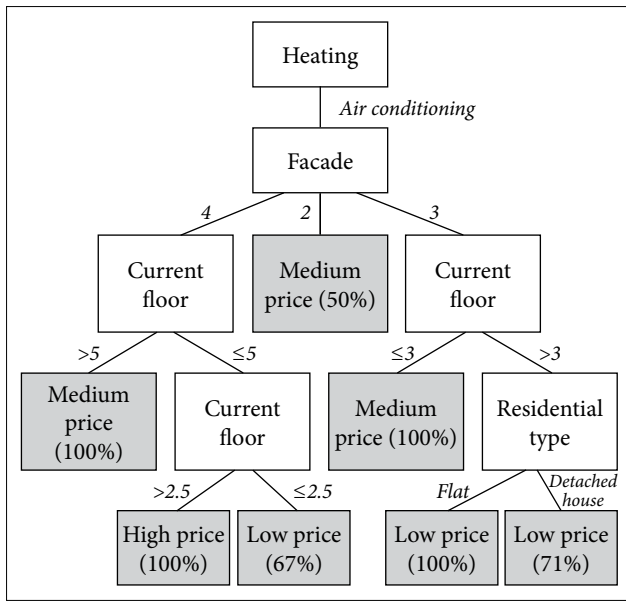 Heating
Air conditioning
Facade
4
2
3
Current
floor
Medium
price (50%)
Current
floor
>5
≤5
≤3
>3
Medium
price
(100%)
Current
floor
Medium
price (100%)
Residential
type
>2.5
≤2.5
Flat
Detached
house
High price
(100%)
Low price
(67%)
Low price
(100%)
Low price
(71%)